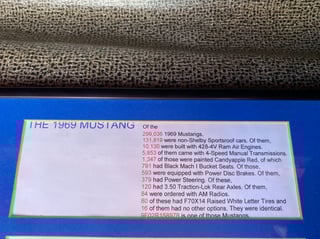 THE 1969 MUSTANG
Of the
299,036 1969 Mustangs,
131,819 were non-Shelby Sportsroof cars. Of them,
10,130 were built with 428-4V Ram Air Engines.
5,853 of them came with 4-Speed Manual Transmissions.
1,347 of those were painted Candyapple Red, of which
791 had Black Mach I Bucket Seats. Of those,
593 were equipped with Power Disc Brakes. Of them,
379 had Power Steering. Of these,
120 had 3.50 Traction-Lok Rear Axles. Of them,
84 were ordered with AM Radios.
80 of these had F70X14 Raised White Letter Tires and
16 of them had no other options. They were identical.
is one of those Mustangs.